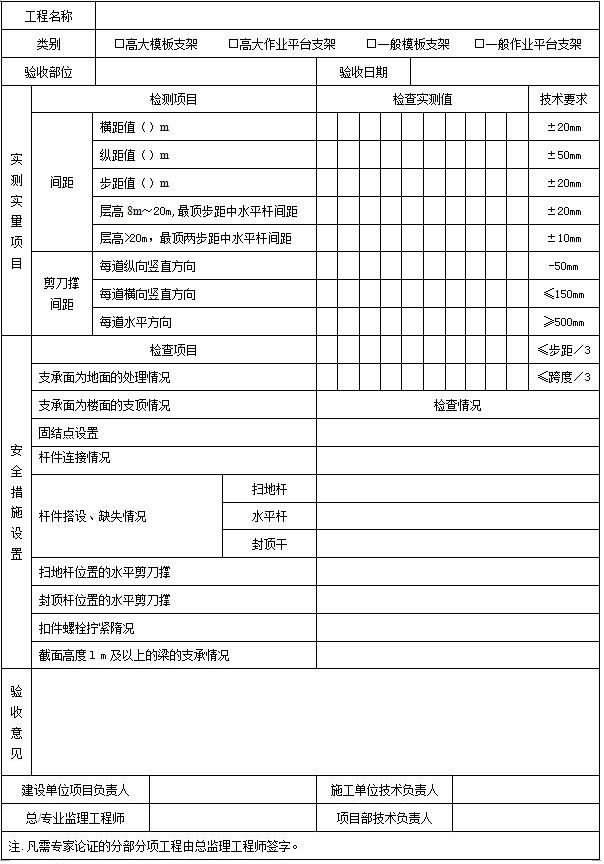 工程名称
类别 □高大模板支架 □高大作业平台支架 □一般模板支架 □一般作业平台支架
验收部位 验收日期
实测实量项目
检测项目 检查实测值 技术要求
间距
横距值()m ±20mm
纵距值()m ±50mm
步距值()m ±20mm
层高8m～20m,最顶步距中水平杆间距 ±20mm
层高>20m，最顶两步距中水平杆间距 ±10mm
剪刀撑间距
每道纵向竖直方向 -50mm
每道横向竖直方向 ≤150mm
每道水平方向 ≥500mm
安全措施设置
检查项目 ≤步距/3
支承面为地面的处理情况 ≤跨度/3
支承面为楼面的支顶情况 检查情况
固结点设置
杆件连接情况
杆件搭设、缺失情况
扫地杆
水平杆
封顶干
扫地杆位置的水平剪刀撑
封顶杆位置的水平剪刀撑
扣件螺栓拧紧隋况
截面高度1 m及以上的梁的支承情况
验收意见
建设单位项目负责人 施工单位技术负责人
总/专业监理工程师 项目部技术负责人
注.凡需专家论证的分部分项工程由总监理工程师签字。